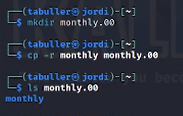 (tabuller㉿jordi)-[~]
$ mkdir monthly.00
(tabuller㉿jordi)-[~]
$ cp -r monthly monthly.00
(tabuller㉿jordi)-[~]
$ ls monthly.00
monthly